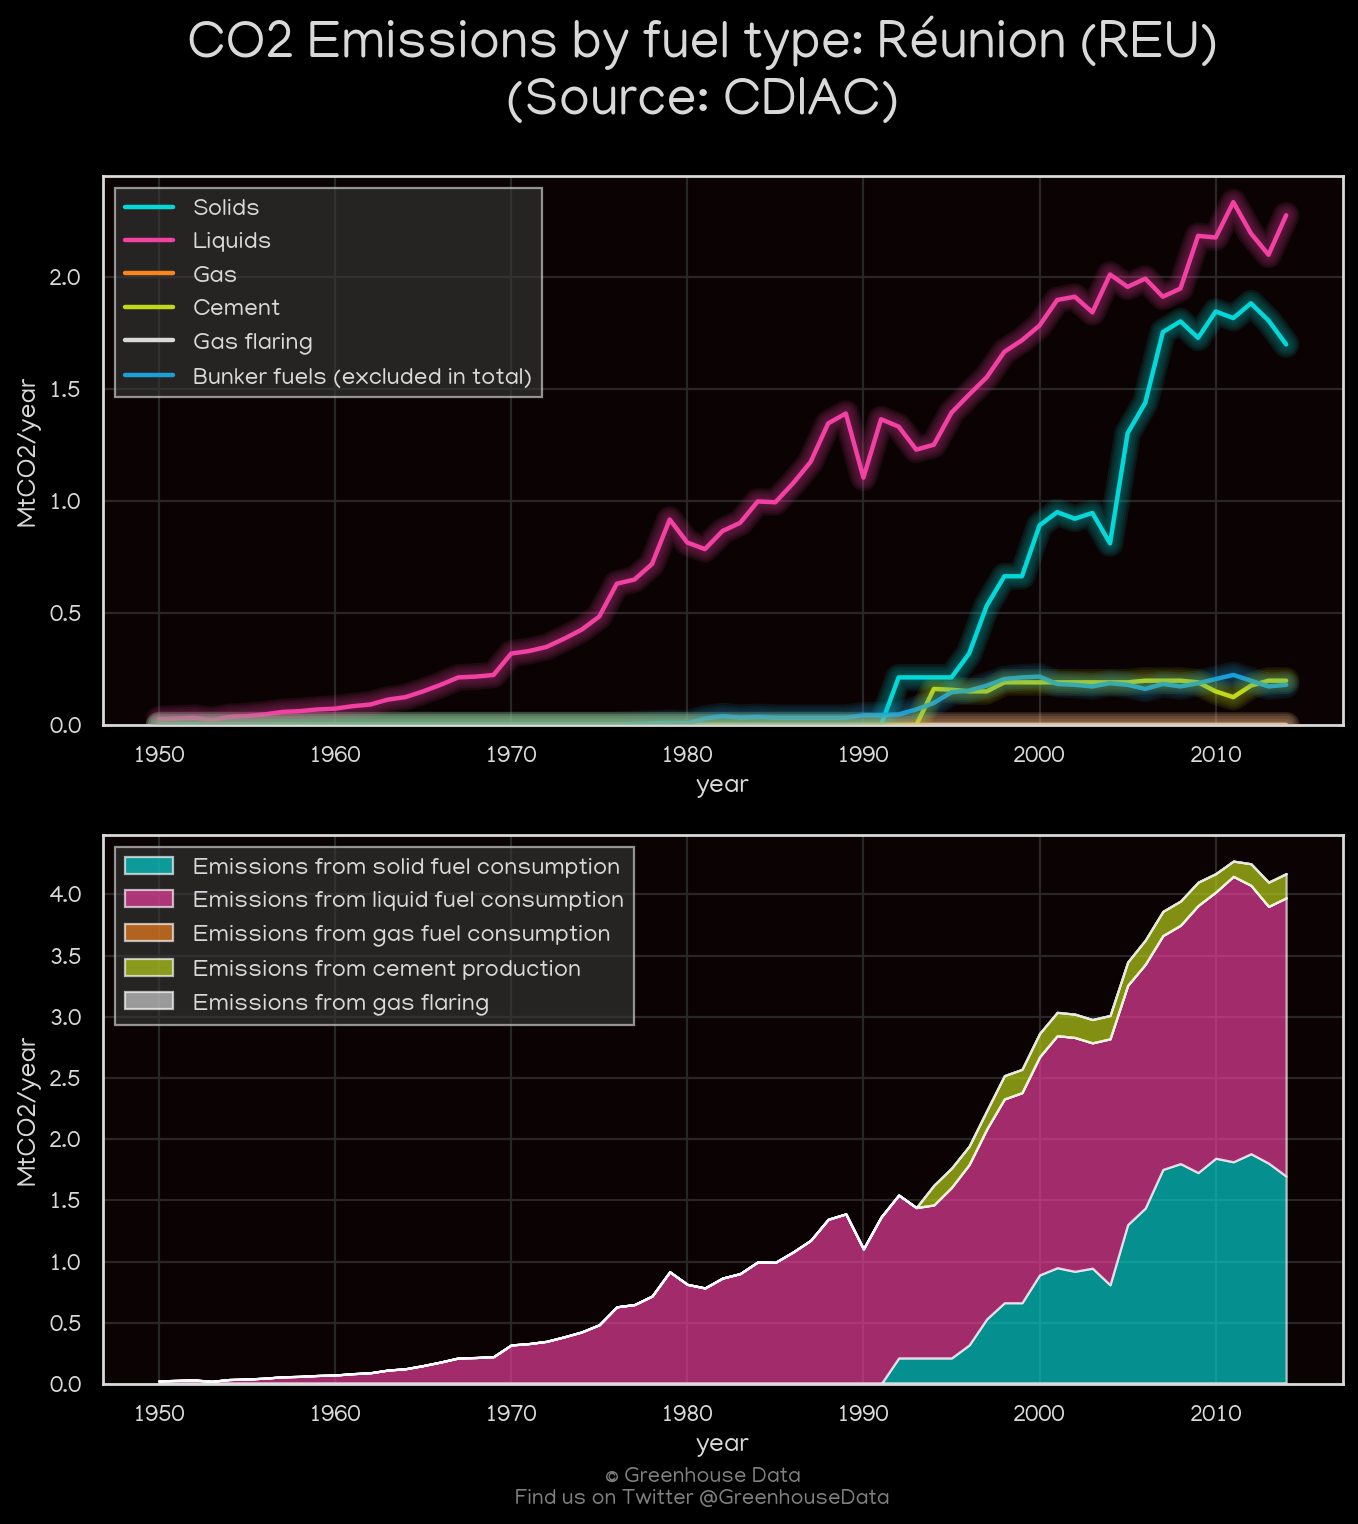 CO2 Emissions by fuel type: Réunion (REU)
(Source: CDIAC)
Solids
Liquids
Gas
Cement
Gas flaring
Bunker fuels (excluded in total)
MtCO2/year
2.0
1.5
1.0
0.5
0.0
1950 1960 1970 1980 1990 2000 2010
year
Emissions from solid fuel consumption
Emissions from liquid fuel consumption
Emissions from gas fuel consumption
Emissions from cement production
Emissions from gas flaring
MtCO2/year
4.0
3.5
3.0
2.5
2.0
1.5
1.0
0.5
0.0
1950 1960 1970 1980 1990 2000 2010
year
© Greenhouse Data
Find us on Twitter @GreenhouseData